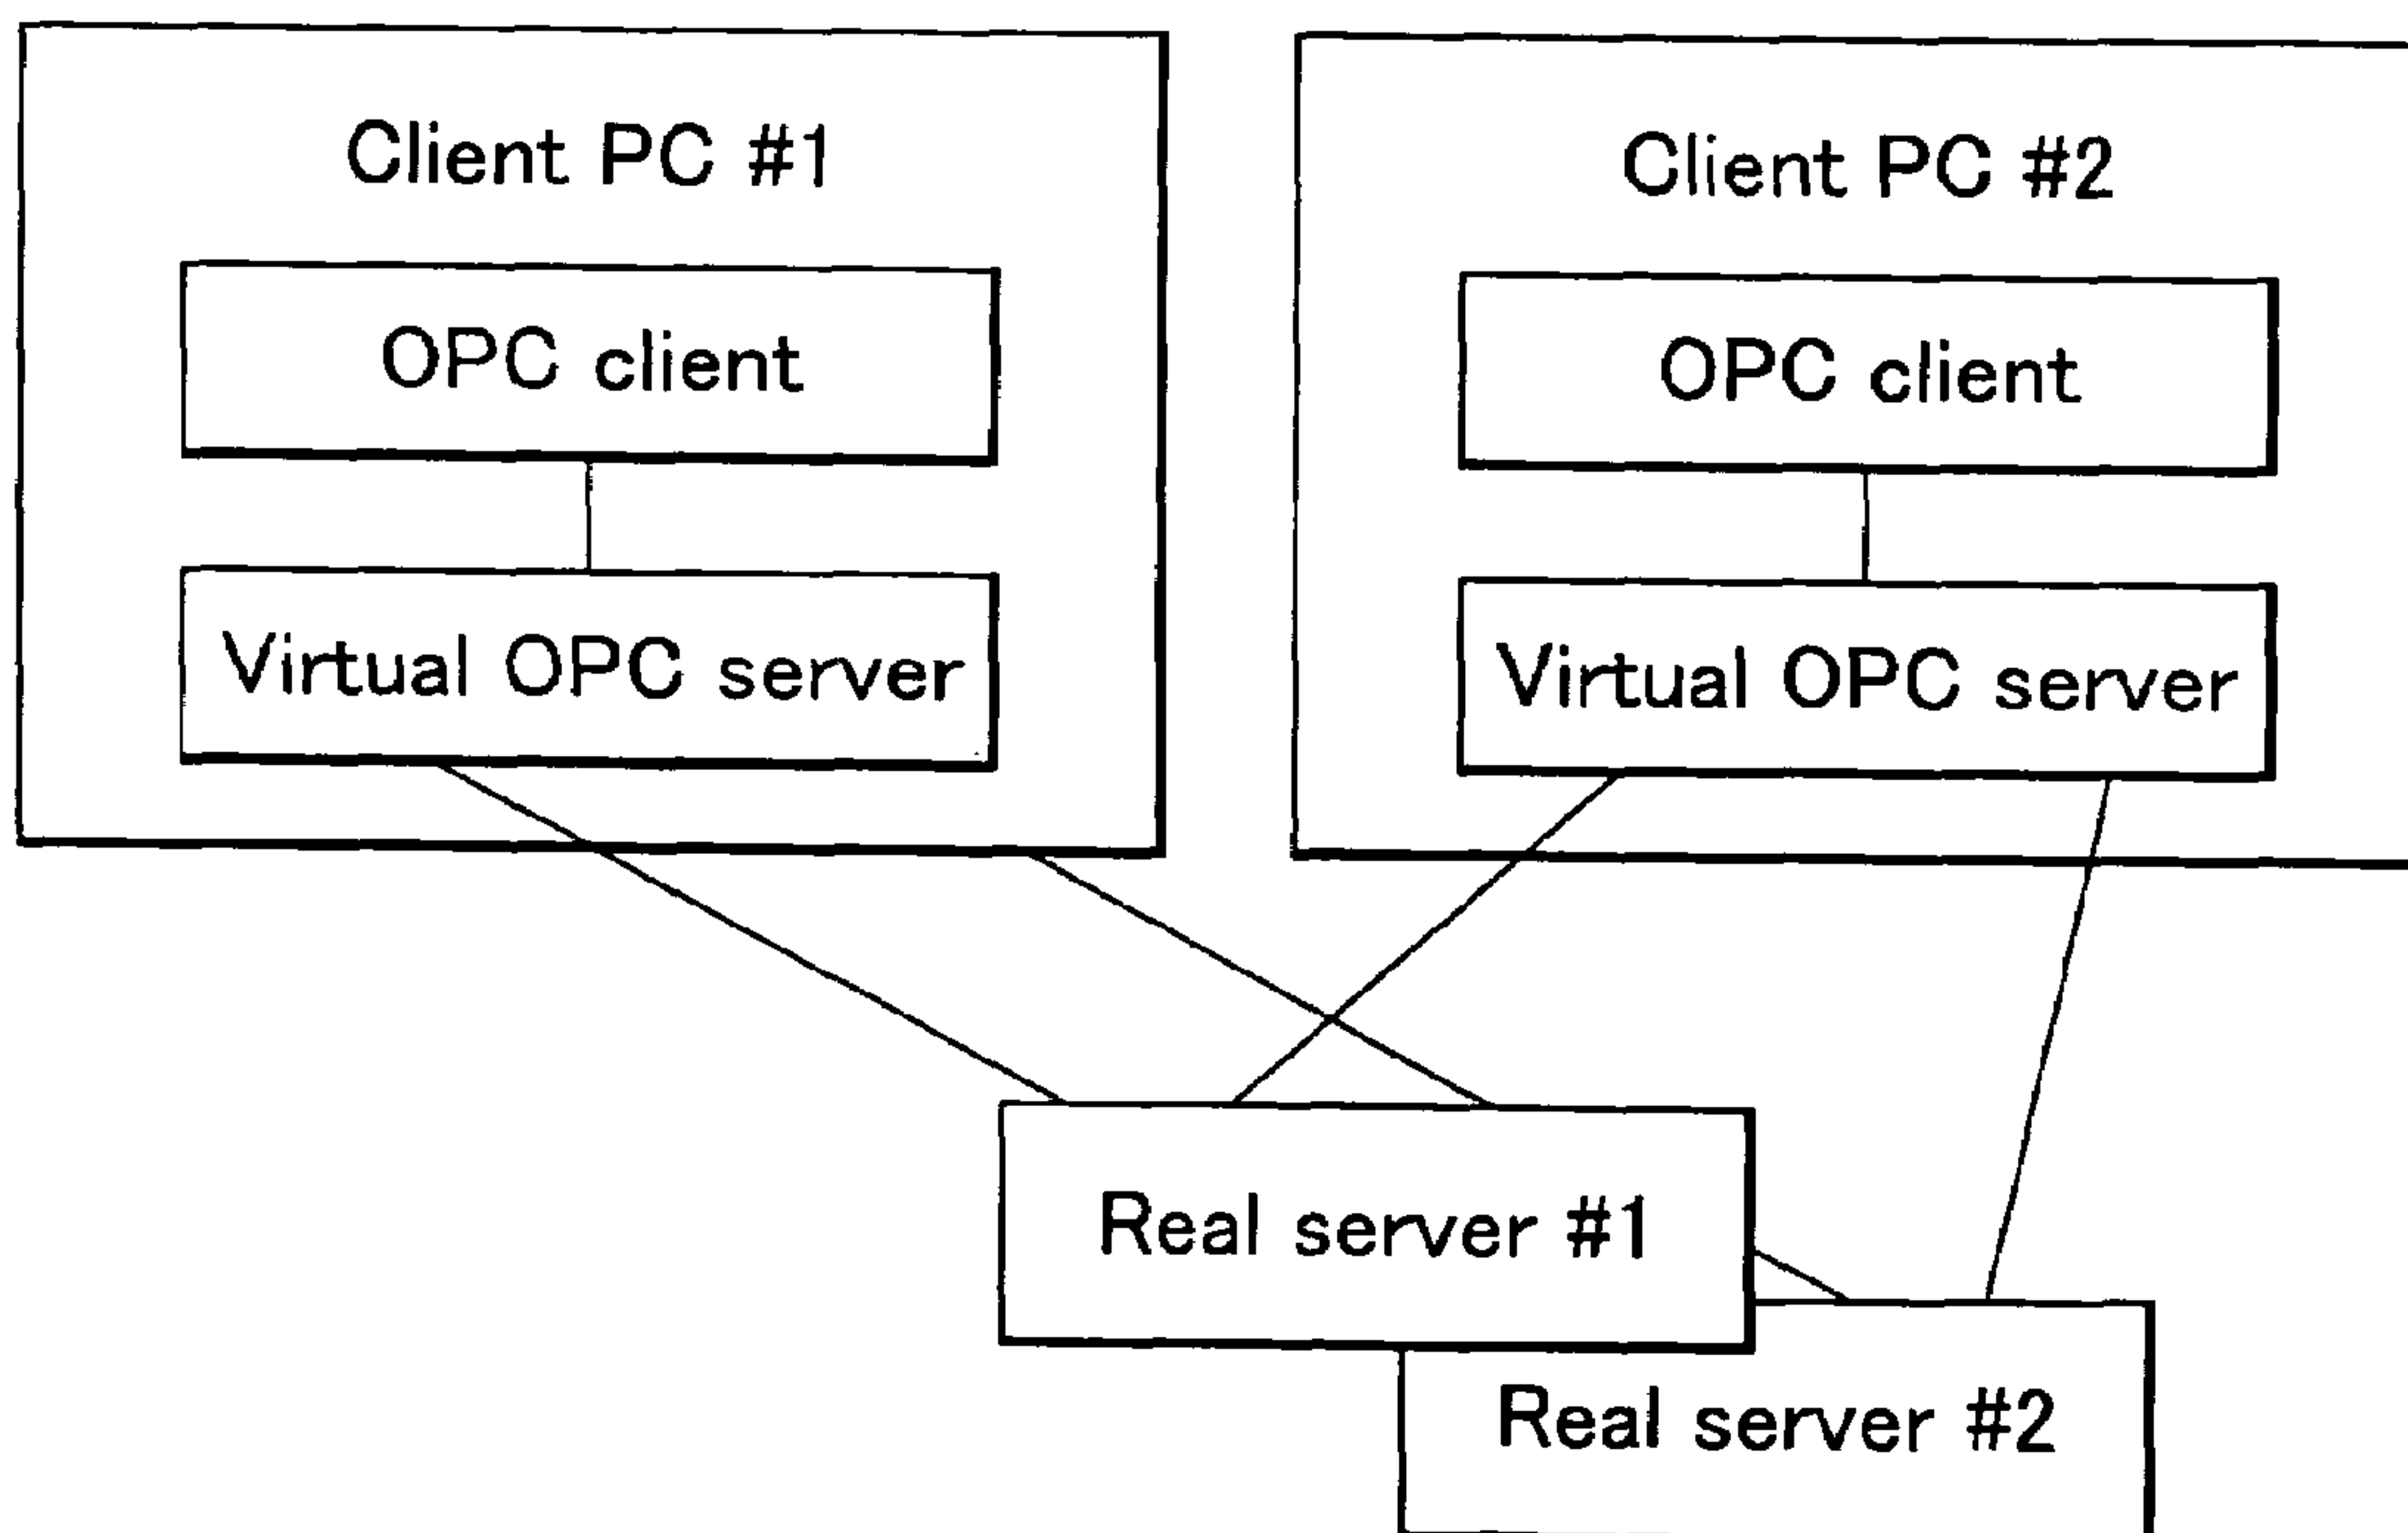 Client PC #1
OPC client
Virtual OPC server
Client PC #2
OPC client
Virtual OPC server
Real server #1
Real server #2